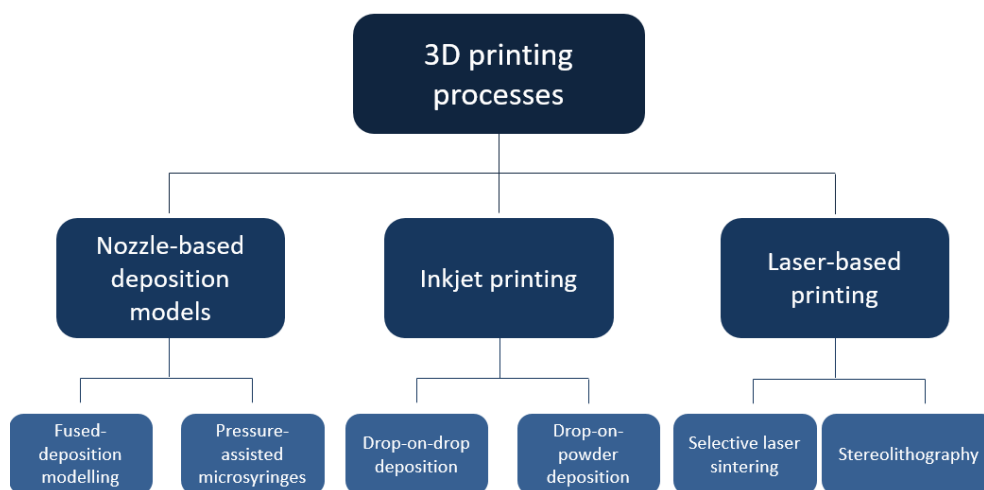 3D printing
processes
Nozzle-based
deposition
models
Inkjet printing
Laser-based
printing
Fused-
deposition
modelling
Pressure-
assisted
microsyringes
Drop-on-drop
deposition
Drop-on-
powder
deposition
Selective laser
sintering
Stereolithography